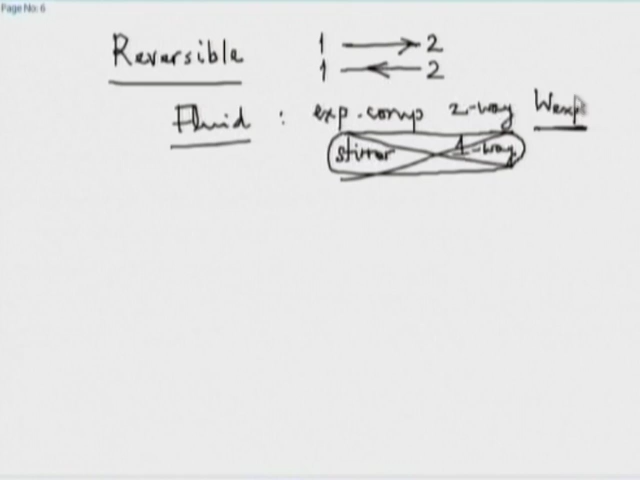 Page No: 6
Reversible 1 → 2
1 ← 2
Fluid : exp. comp 2-way Wexp
stirrer 1-way